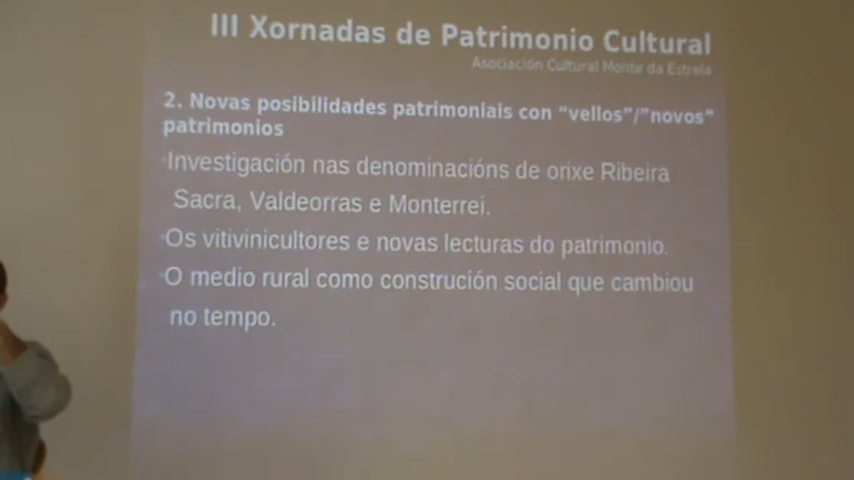 III Xornadas de Patrimonio Cultural
Asociación Cultural Monte da Estrela
2. Novas posibilidades patrimoniais con "vellos"/"novos"
patrimonios
•Investigación nas denominacións de orixe Ribeira
Sacra, Valdeorras e Monterrei.
•Os vitivinicultores e novas lecturas do patrimonio.
•O medio rural como construción social que cambiou
no tempo.